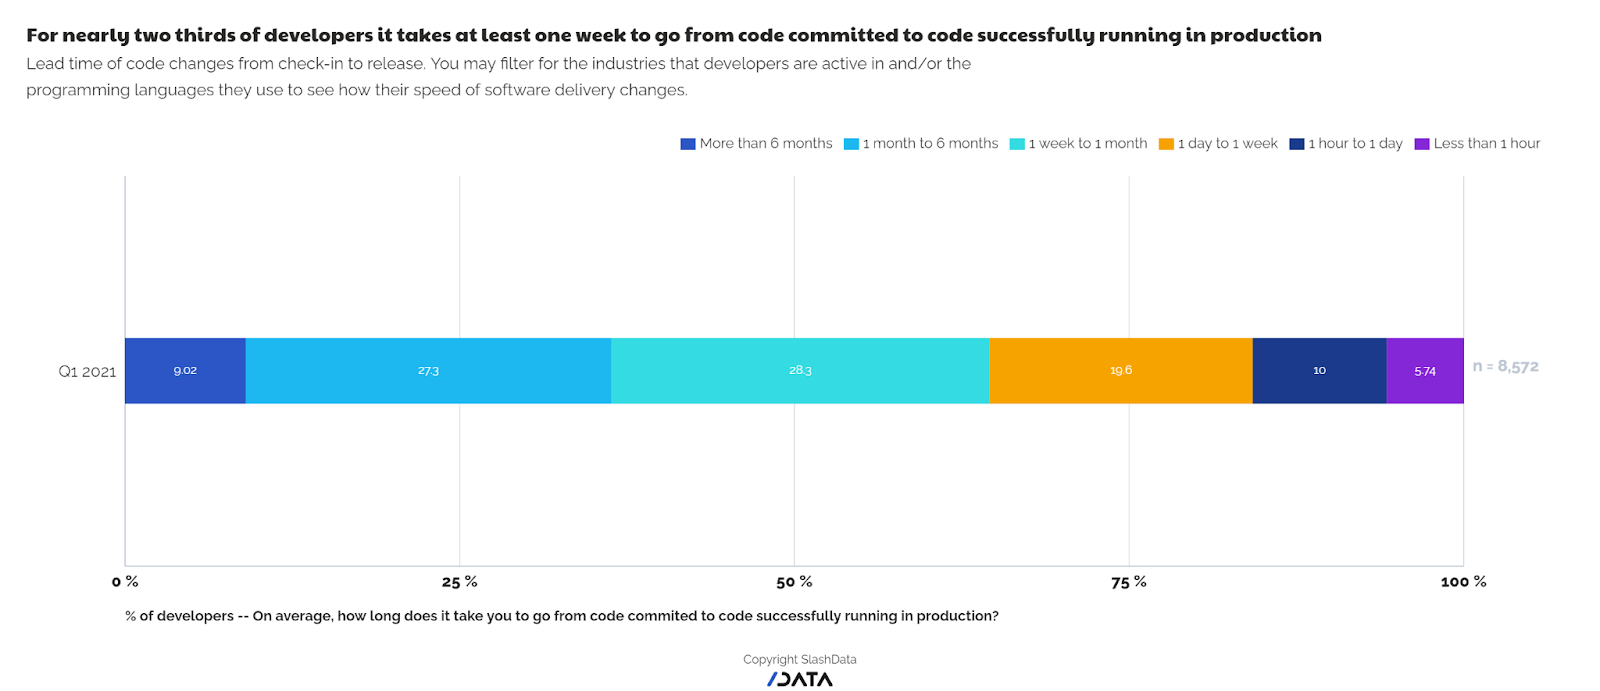 For nearly two thirds of developers it takes at least one week to go from code committed to code successfully running in production
Lead time of code changes from check-in to release. You may filter for the industries that developers are active in and/or the
programming languages they use to see how their speed of software delivery changes.
More than 6 months 1 month to 6 months 1 week to 1 month 1 day to 1 week 1 hour to 1 day Less than 1 hour
Q1 2021 9.02 27.3 28.3 19.6 10 5.74 n = 8,572
0 % 25 % 50 % 75 % 100 %
% of developers -- On average, how long does it take you to go from code commited to code successfully running in production?
Copyright SlashData
/DATA